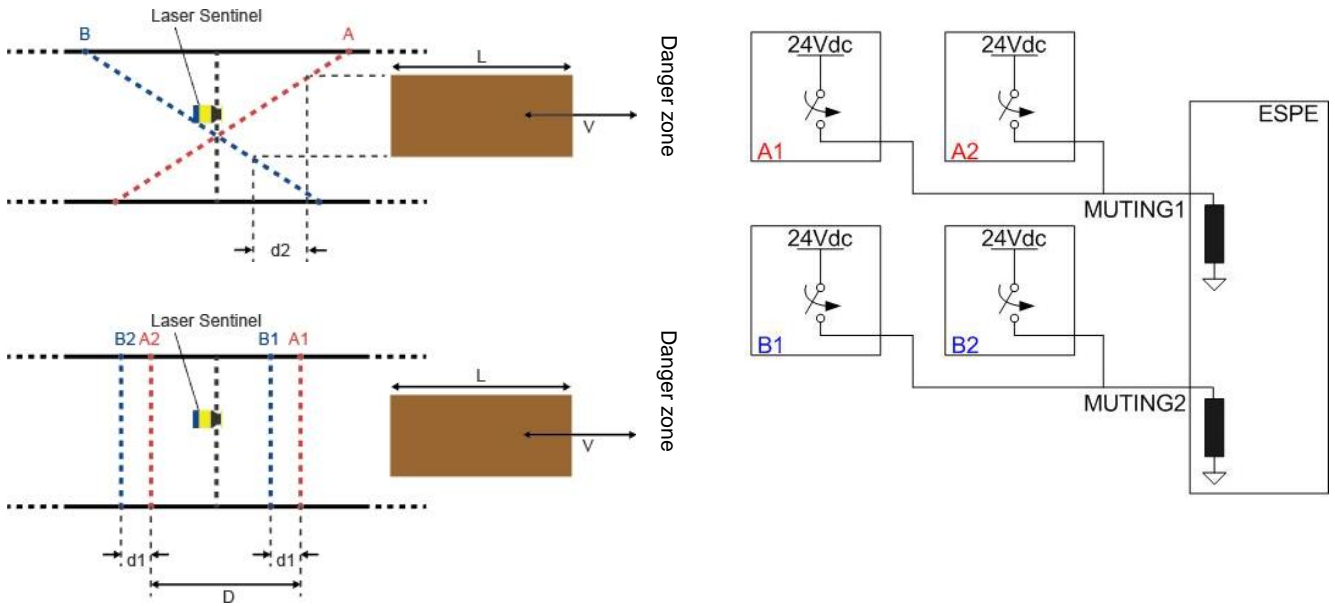 Laser Sentinel
B
A
L
V
d2
Danger zone
Laser Sentinel
B2
A2
B1
A1
L
V
d1
d1
D
Danger zone
24Vdc
A1
24Vdc
A2
ESPE
MUTING1
24Vdc
B1
24Vdc
B2
MUTING2